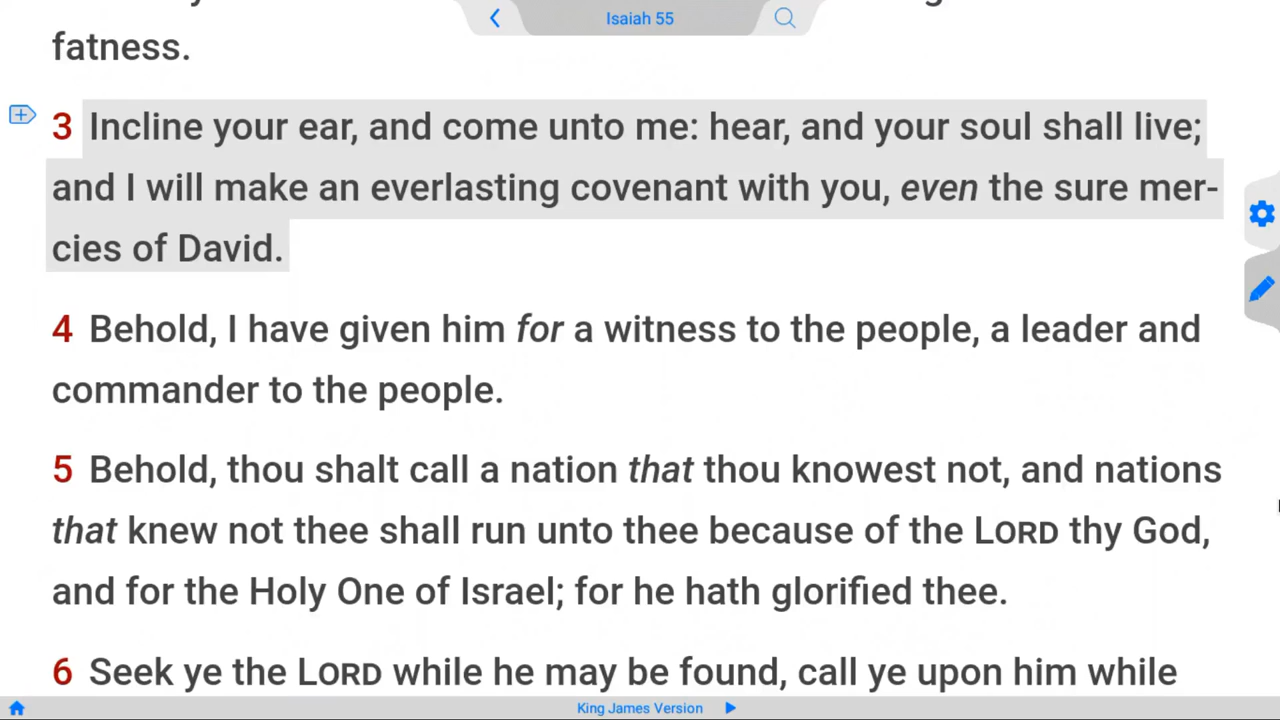 Isaiah 55
fatness.
3 Incline your ear, and come unto me: hear, and your soul shall live;
and I will make an everlasting covenant with you, even the sure mer-
cies of David.
4 Behold, I have given him for a witness to the people, a leader and
commander to the people.
5 Behold, thou shalt call a nation that thou knowest not, and nations
that knew not thee shall run unto thee because of the LORD thy God,
and for the Holy One of Israel; for he hath glorified thee.
6 Seek ye the LORD while he may be found, call ye upon him while
King James Version